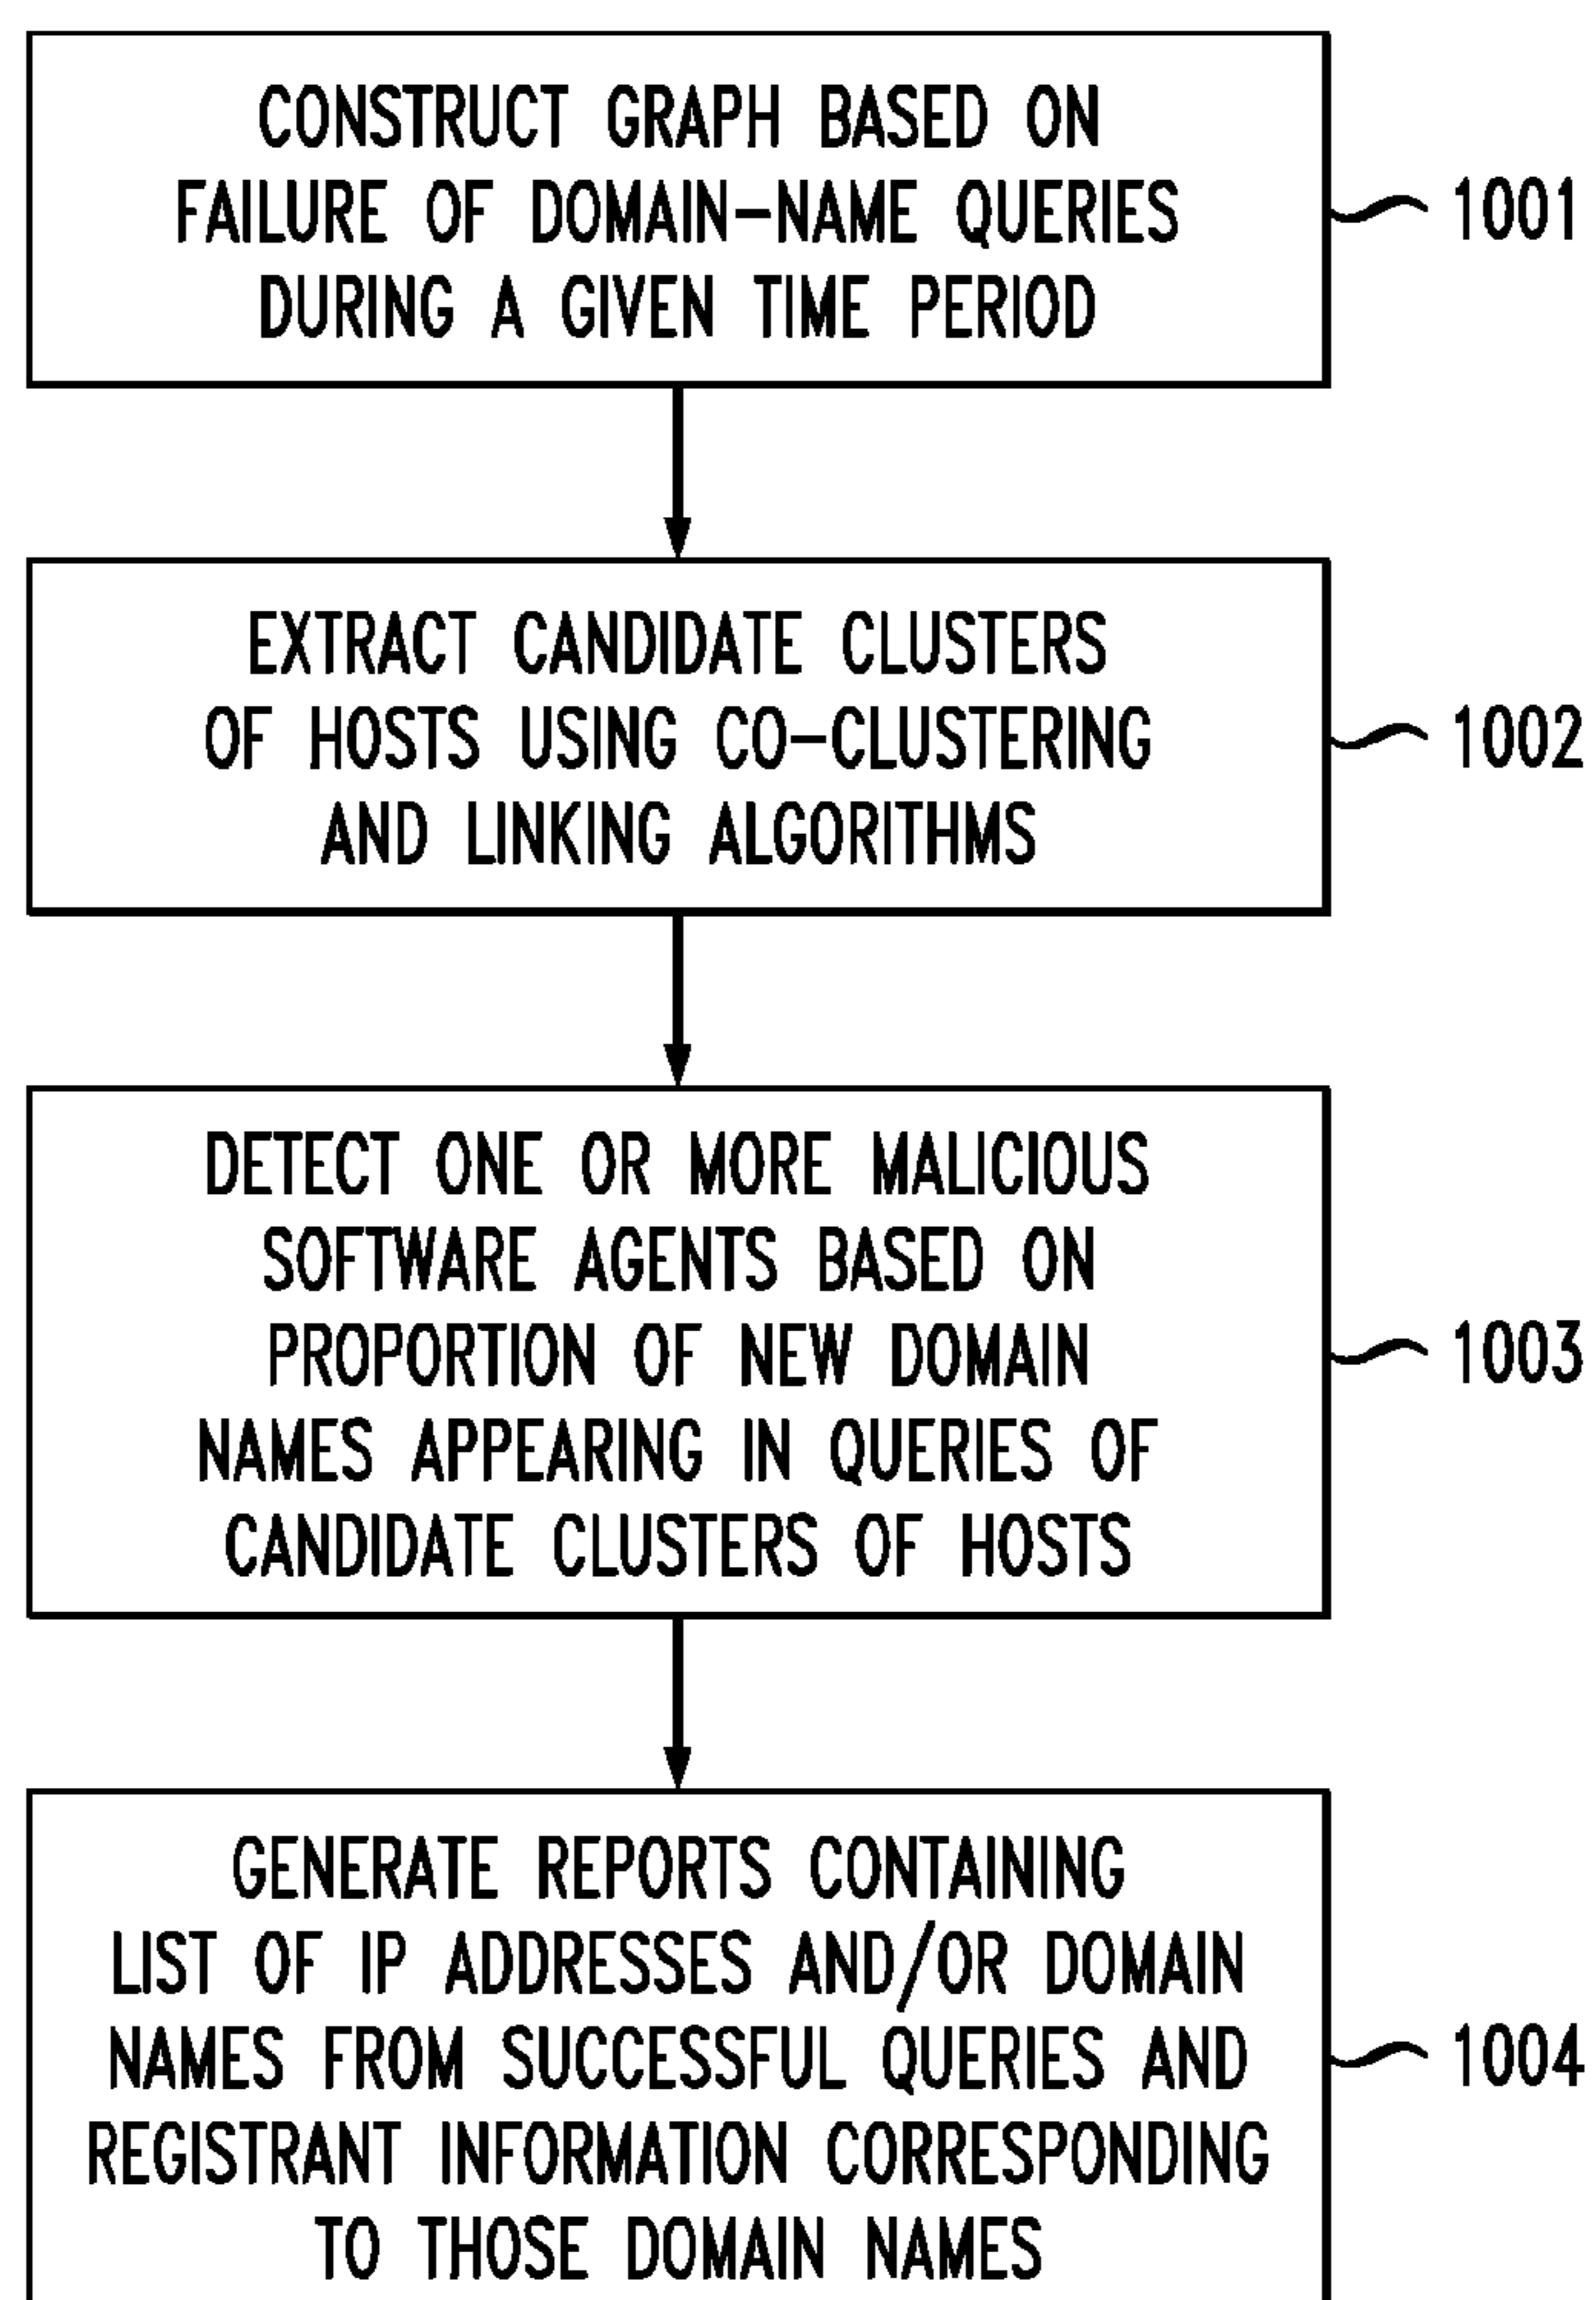 CONSTRUCT GRAPH BASED ON
FAILURE OF DOMAIN-NAME QUERIES
DURING A GIVEN TIME PERIOD
1001
EXTRACT CANDIDATE CLUSTERS
OF HOSTS USING CO-CLUSTERING
AND LINKING ALGORITHMS
1002
DETECT ONE OR MORE MALICIOUS
SOFTWARE AGENTS BASED ON
PROPORTION OF NEW DOMAIN
NAMES APPEARING IN QUERIES OF
CANDIDATE CLUSTERS OF HOSTS
1003
GENERATE REPORTS CONTAINING
LIST OF IP ADDRESSES AND/OR DOMAIN
NAMES FROM SUCCESSFUL QUERIES AND
REGISTRANT INFORMATION CORRESPONDING
TO THOSE DOMAIN NAMES
1004